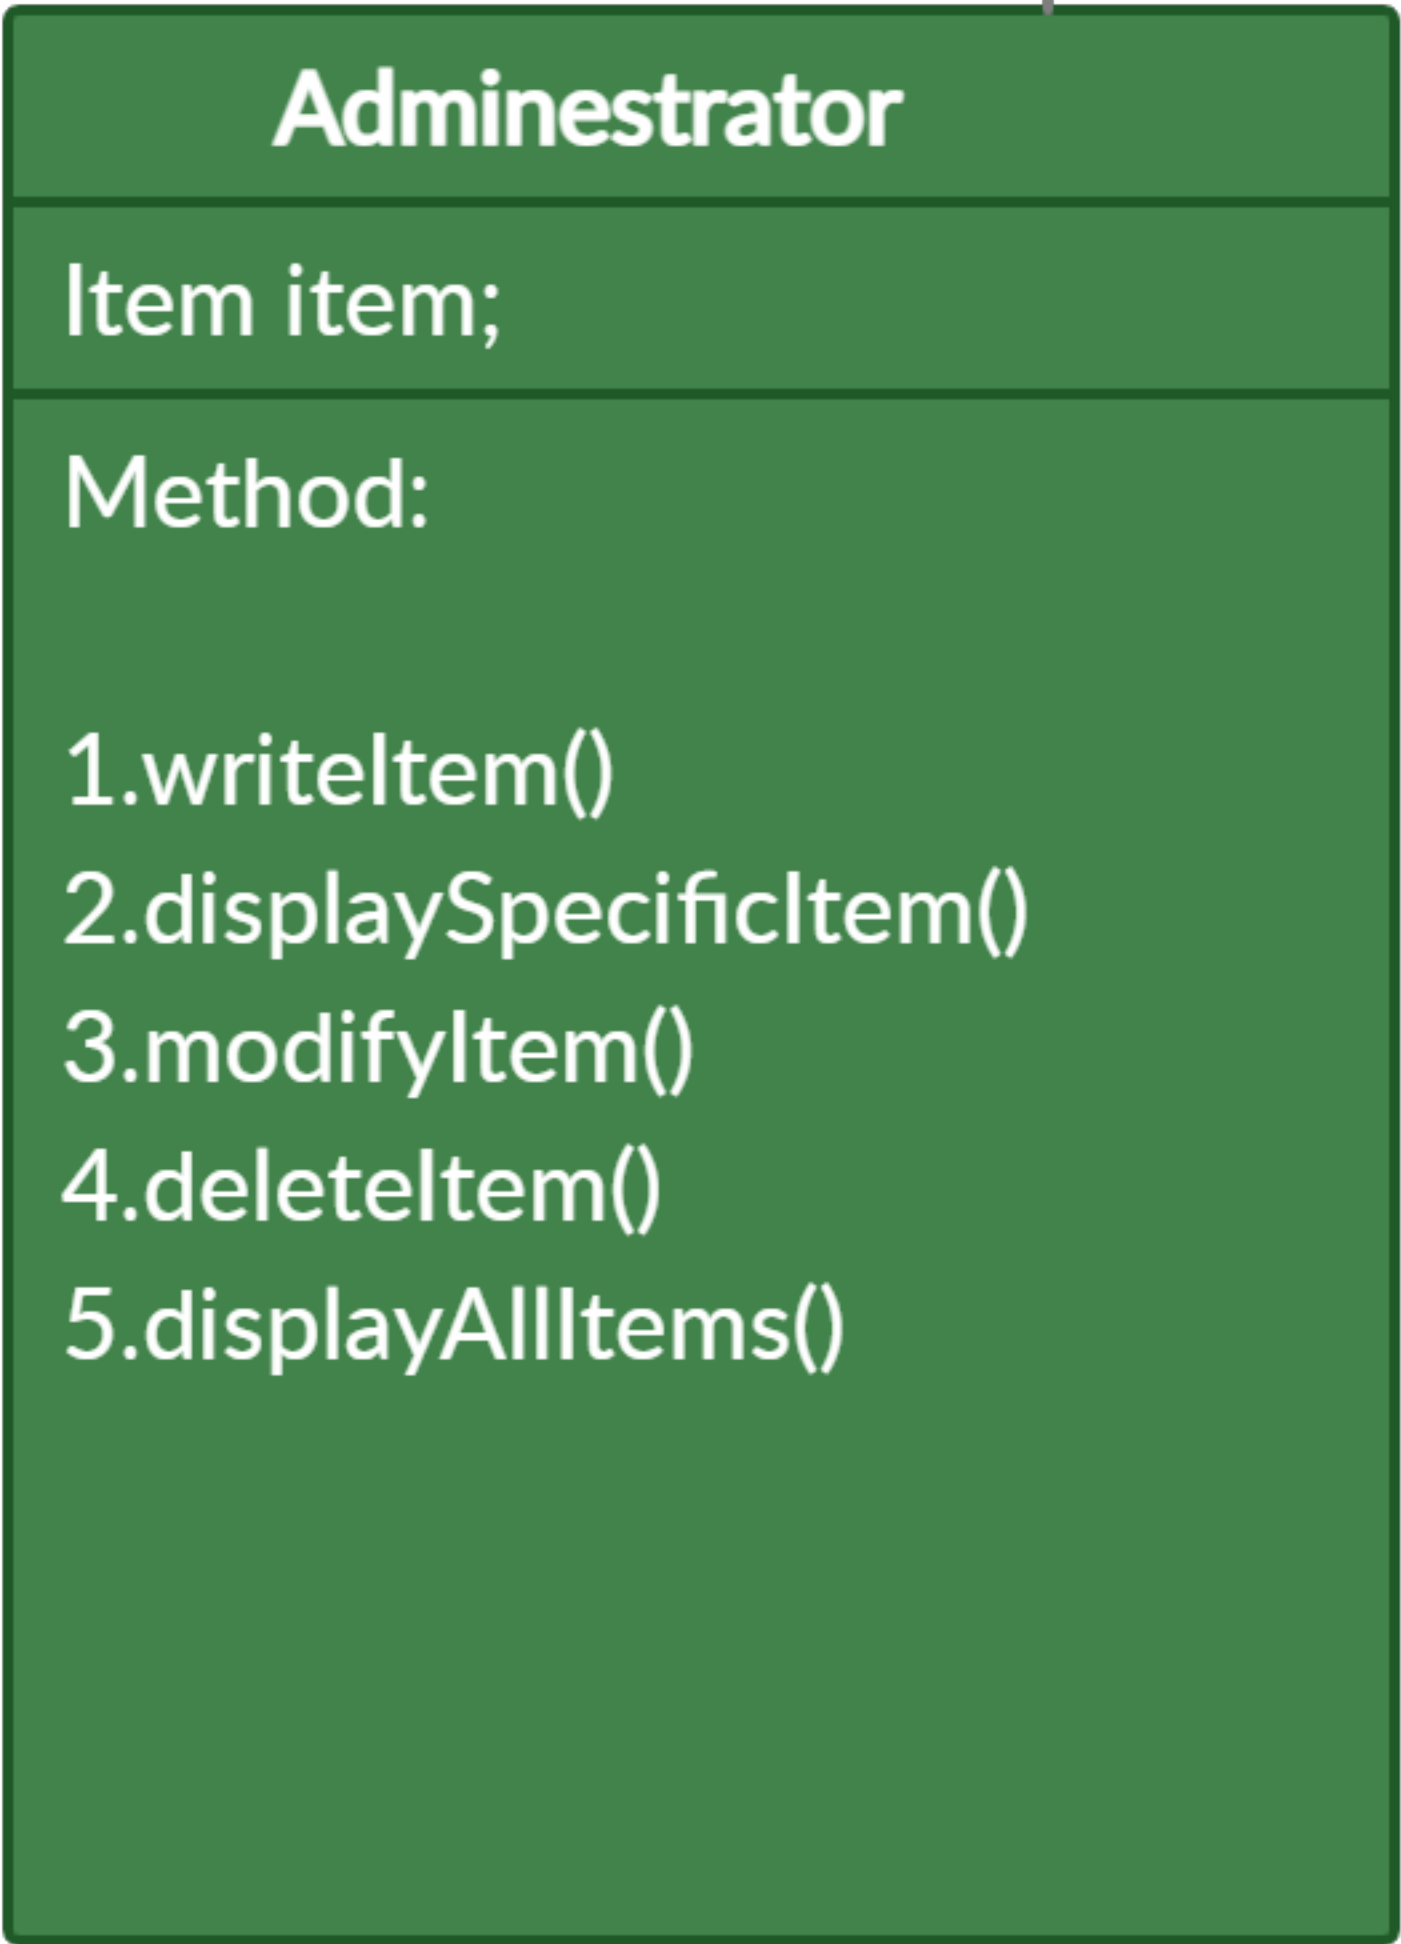 Adminestrator
Item item;
Method:
1.writeItem()
2.displaySpecificItem()
3.modifyItem()
4.deleteItem()
5.displayAllItems()